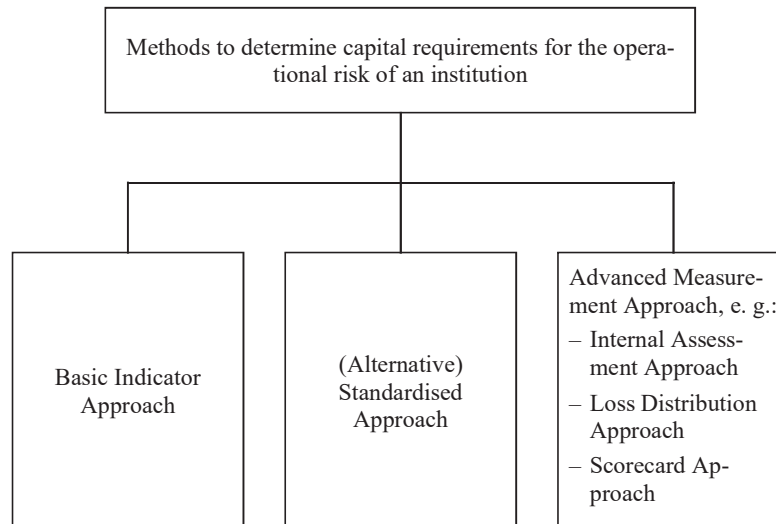 Methods to determine capital requirements for the opera-
tional risk of an institution
Basic Indicator
Approach
(Alternative)
Standardised
Approach
Advanced Measure-
ment Approach, e. g.:
– Internal Assess-
ment Approach
– Loss Distribution
Approach
– Scorecard Ap-
proach